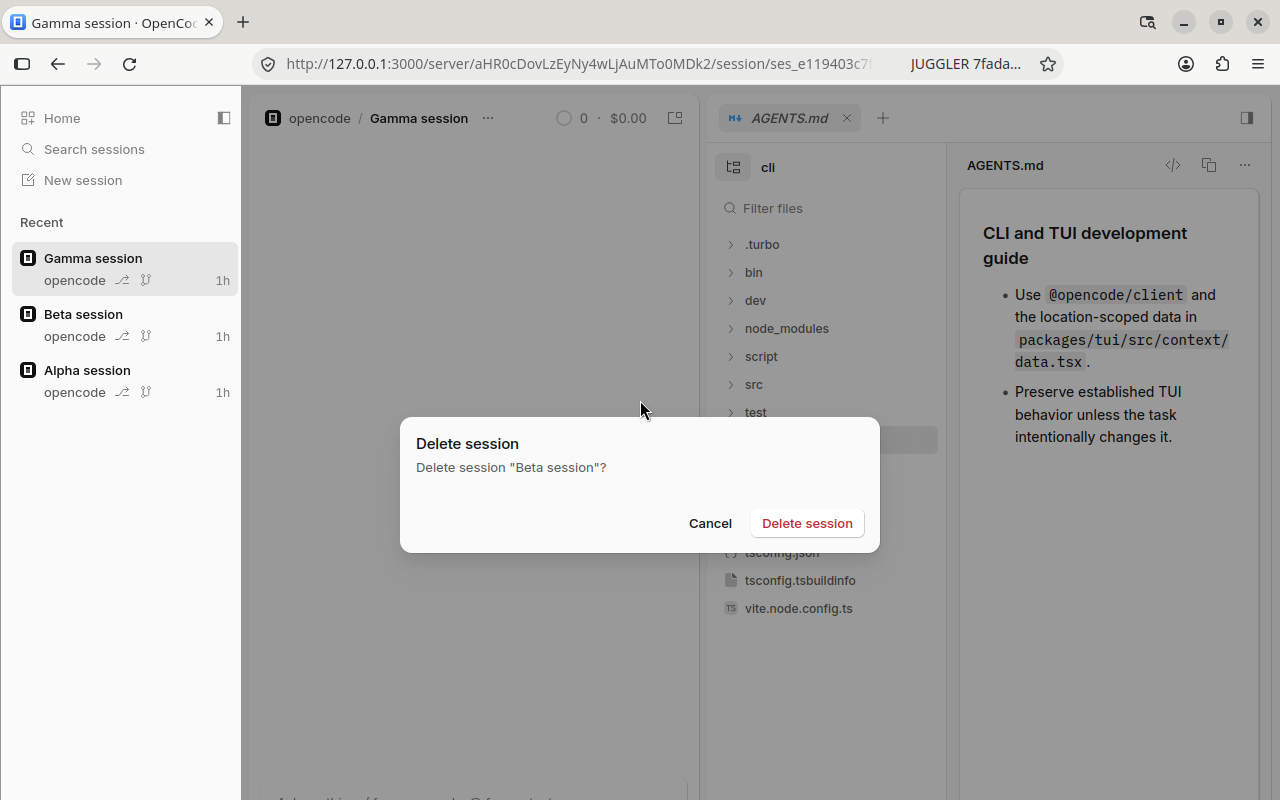 Gamma session · OpenCo
http://127.0.0.1:3000/server/aHR0cDovLzEyNy4wLjAuMTo0MDk2/session/ses_e119403c7
JUGGLER 7fada...
Home
Search sessions
New session
Recent
Gamma session
opencode
1h
Beta session
opencode
1h
Alpha session
opencode
1h
opencode / Gamma session ...
0 · $0.00
AGENTS.md
cli
Filter files
.turbo
bin
dev
node_modules
script
src
test
tsconfig.json
tsconfig.tsbuildinfo
TS vite.node.config.ts
AGENTS.md
CLI and TUI development
guide
• Use @opencode/client and
the location-scoped data in
packages/tui/src/context/
data.tsx.
• Preserve established TUI
behavior unless the task
intentionally changes it.
Delete session
Delete session "Beta session"?
Cancel
Delete session